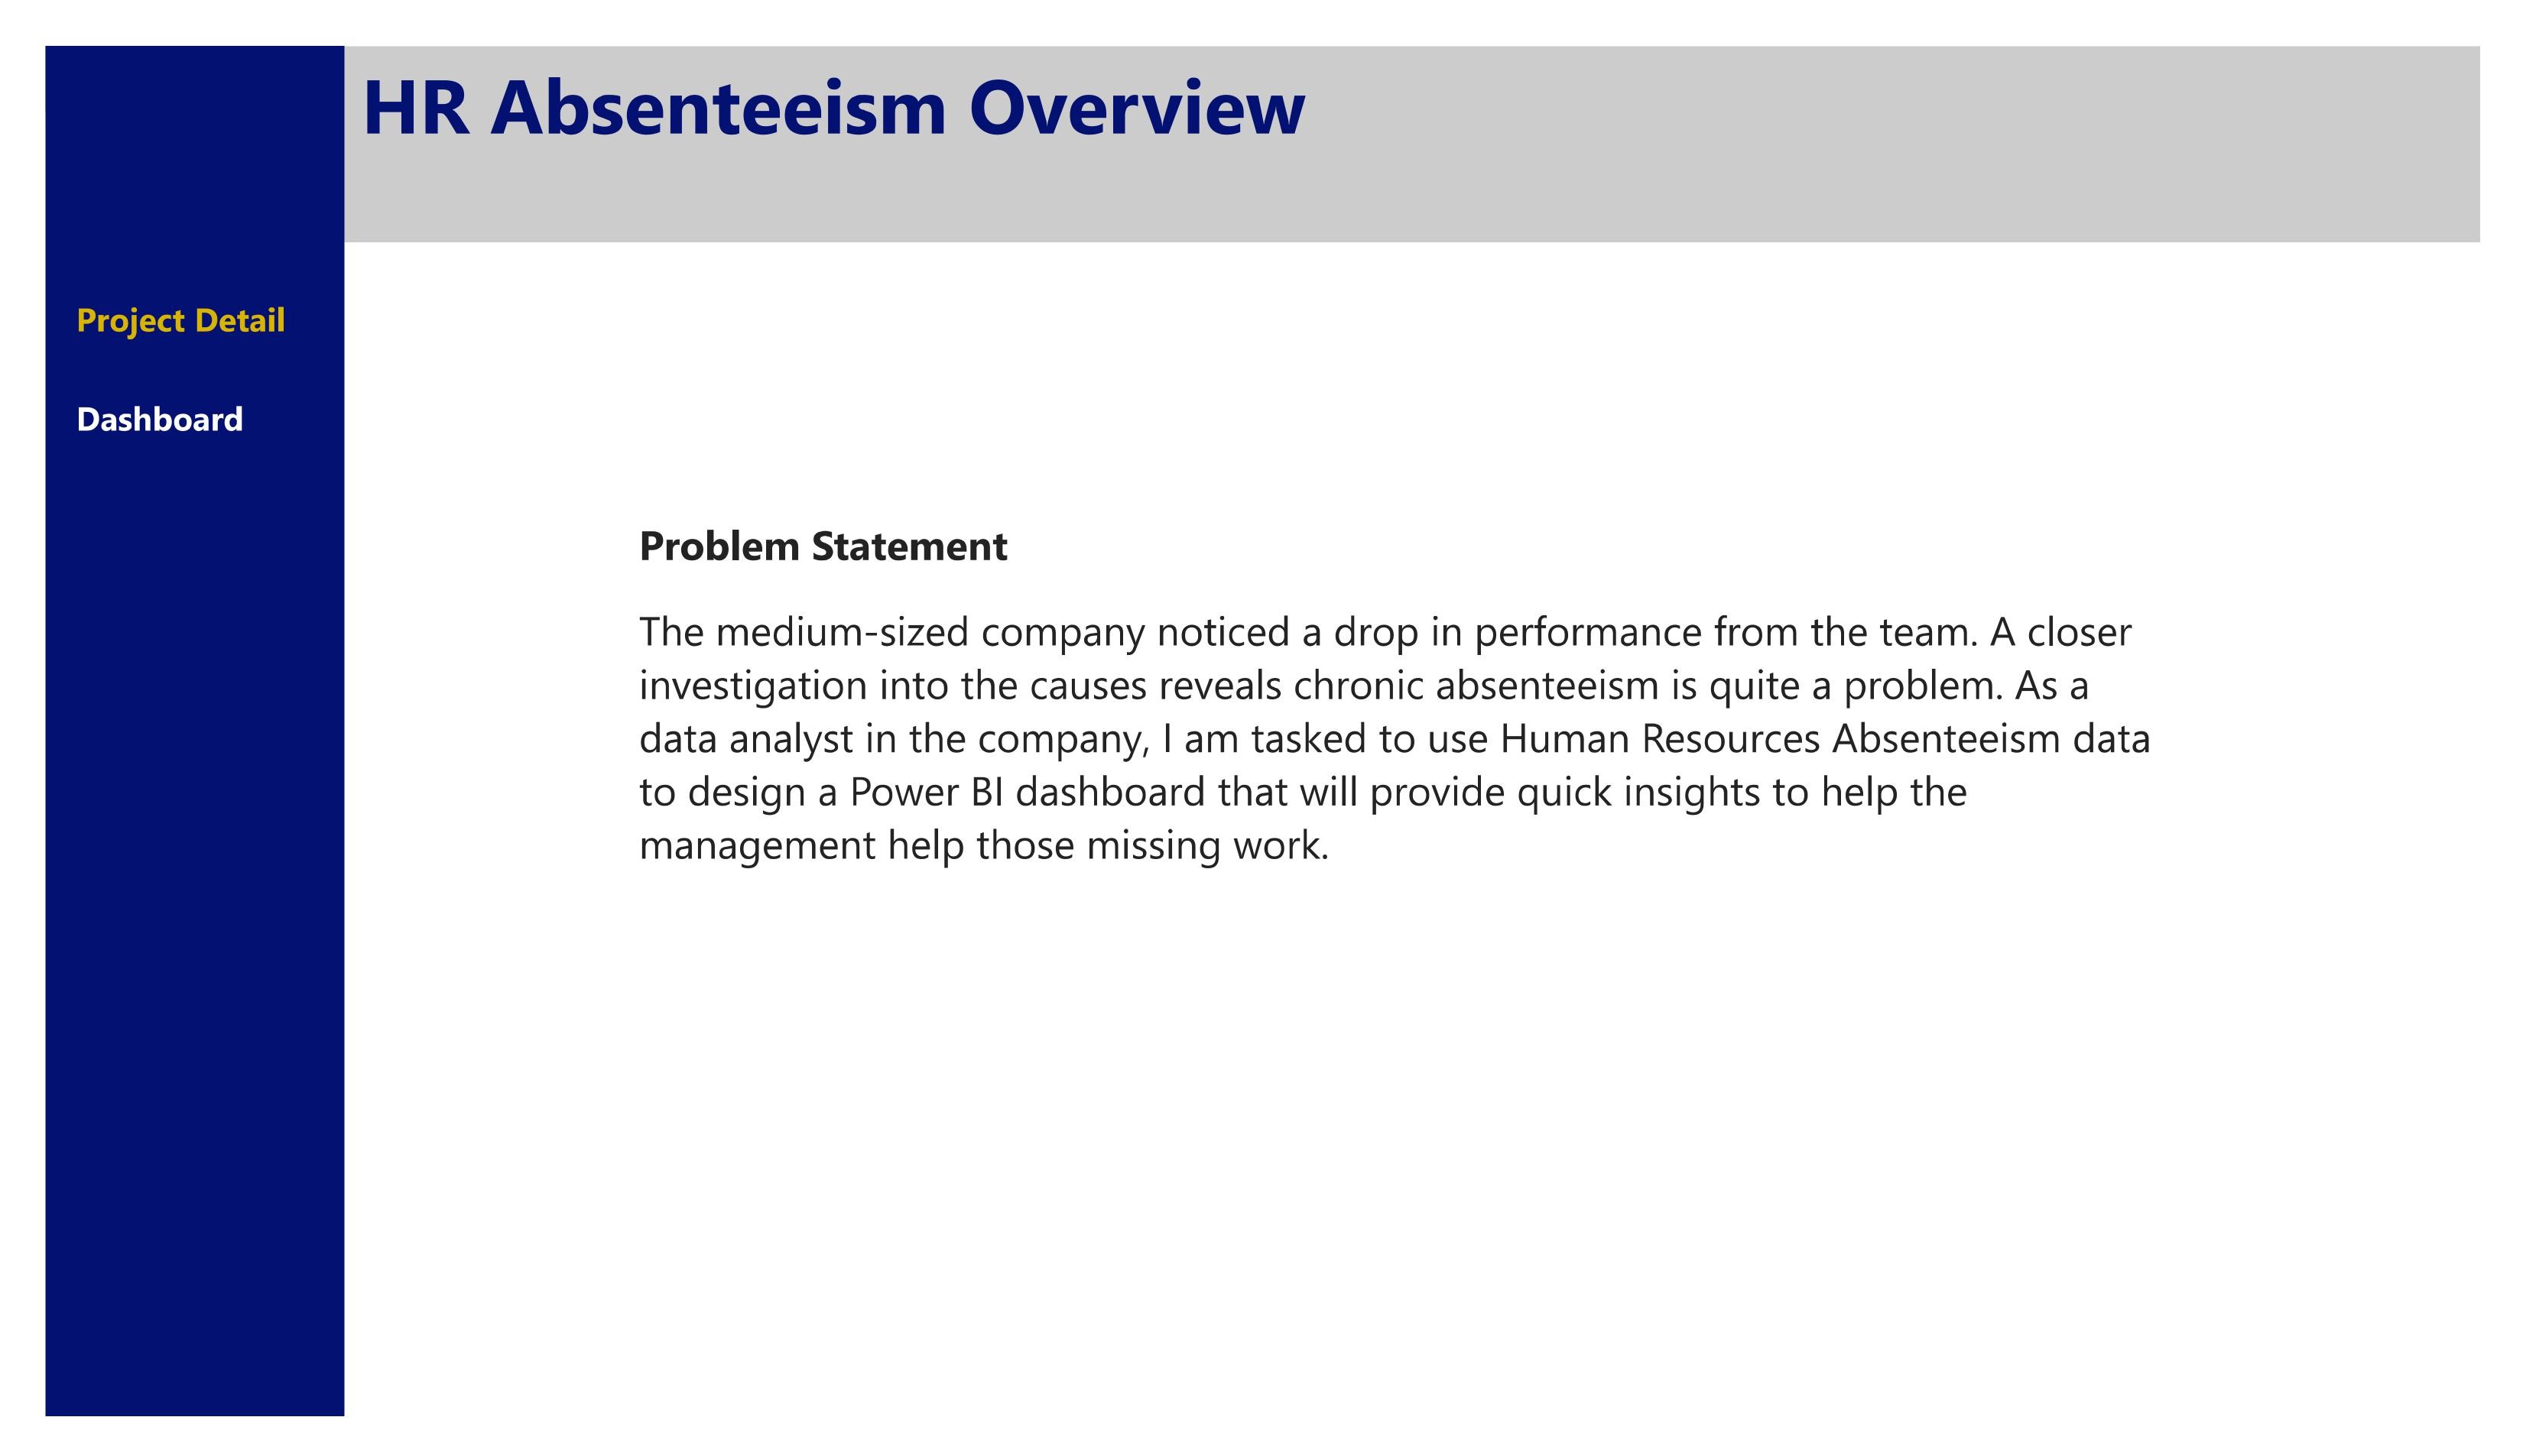 HR Absenteeism Overview
Project Detail
Dashboard
Problem Statement
The medium-sized company noticed a drop in performance from the team. A closer
investigation into the causes reveals chronic absenteeism is quite a problem. As a
data analyst in the company, I am tasked to use Human Resources Absenteeism data
to design a Power BI dashboard that will provide quick insights to help the
management help those missing work.